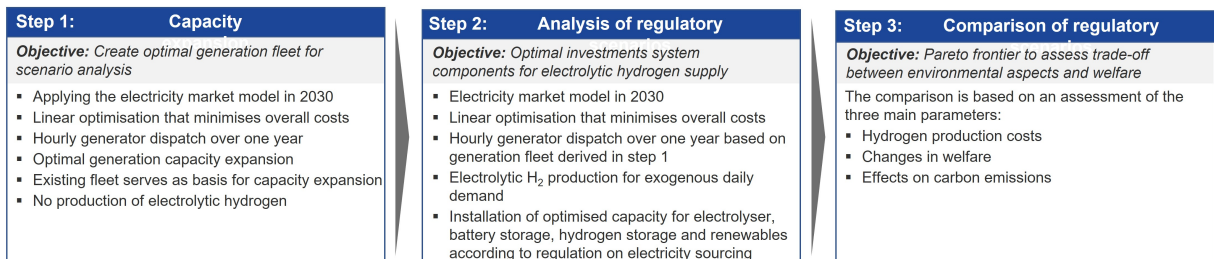 Step 1: Capacity
Objective: Create optimal generation fleet for
scenario analysis
▪ Applying the electricity market model in 2030
▪ Linear optimisation that minimises overall costs
▪ Hourly generator dispatch over one year
▪ Optimal generation capacity expansion
▪ Existing fleet serves as basis for capacity expansion
▪ No production of electrolytic hydrogen
Step 2: Analysis of regulatory
Objective: Optimal investments system
components for electrolytic hydrogen supply
▪ Electricity market model in 2030
▪ Linear optimisation that minimises overall costs
▪ Hourly generator dispatch over one year based on
generation fleet derived in step 1
▪ Electrolytic H₂ production for exogenous daily
demand
▪ Installation of optimised capacity for electrolyser,
battery storage, hydrogen storage and renewables
according to regulation on electricity sourcing
Step 3: Comparison of regulatory
Objective: Pareto frontier to assess trade-off
between environmental aspects and welfare
The comparison is based on an assessment of the
three main parameters:
▪ Hydrogen production costs
▪ Changes in welfare
▪ Effects on carbon emissions